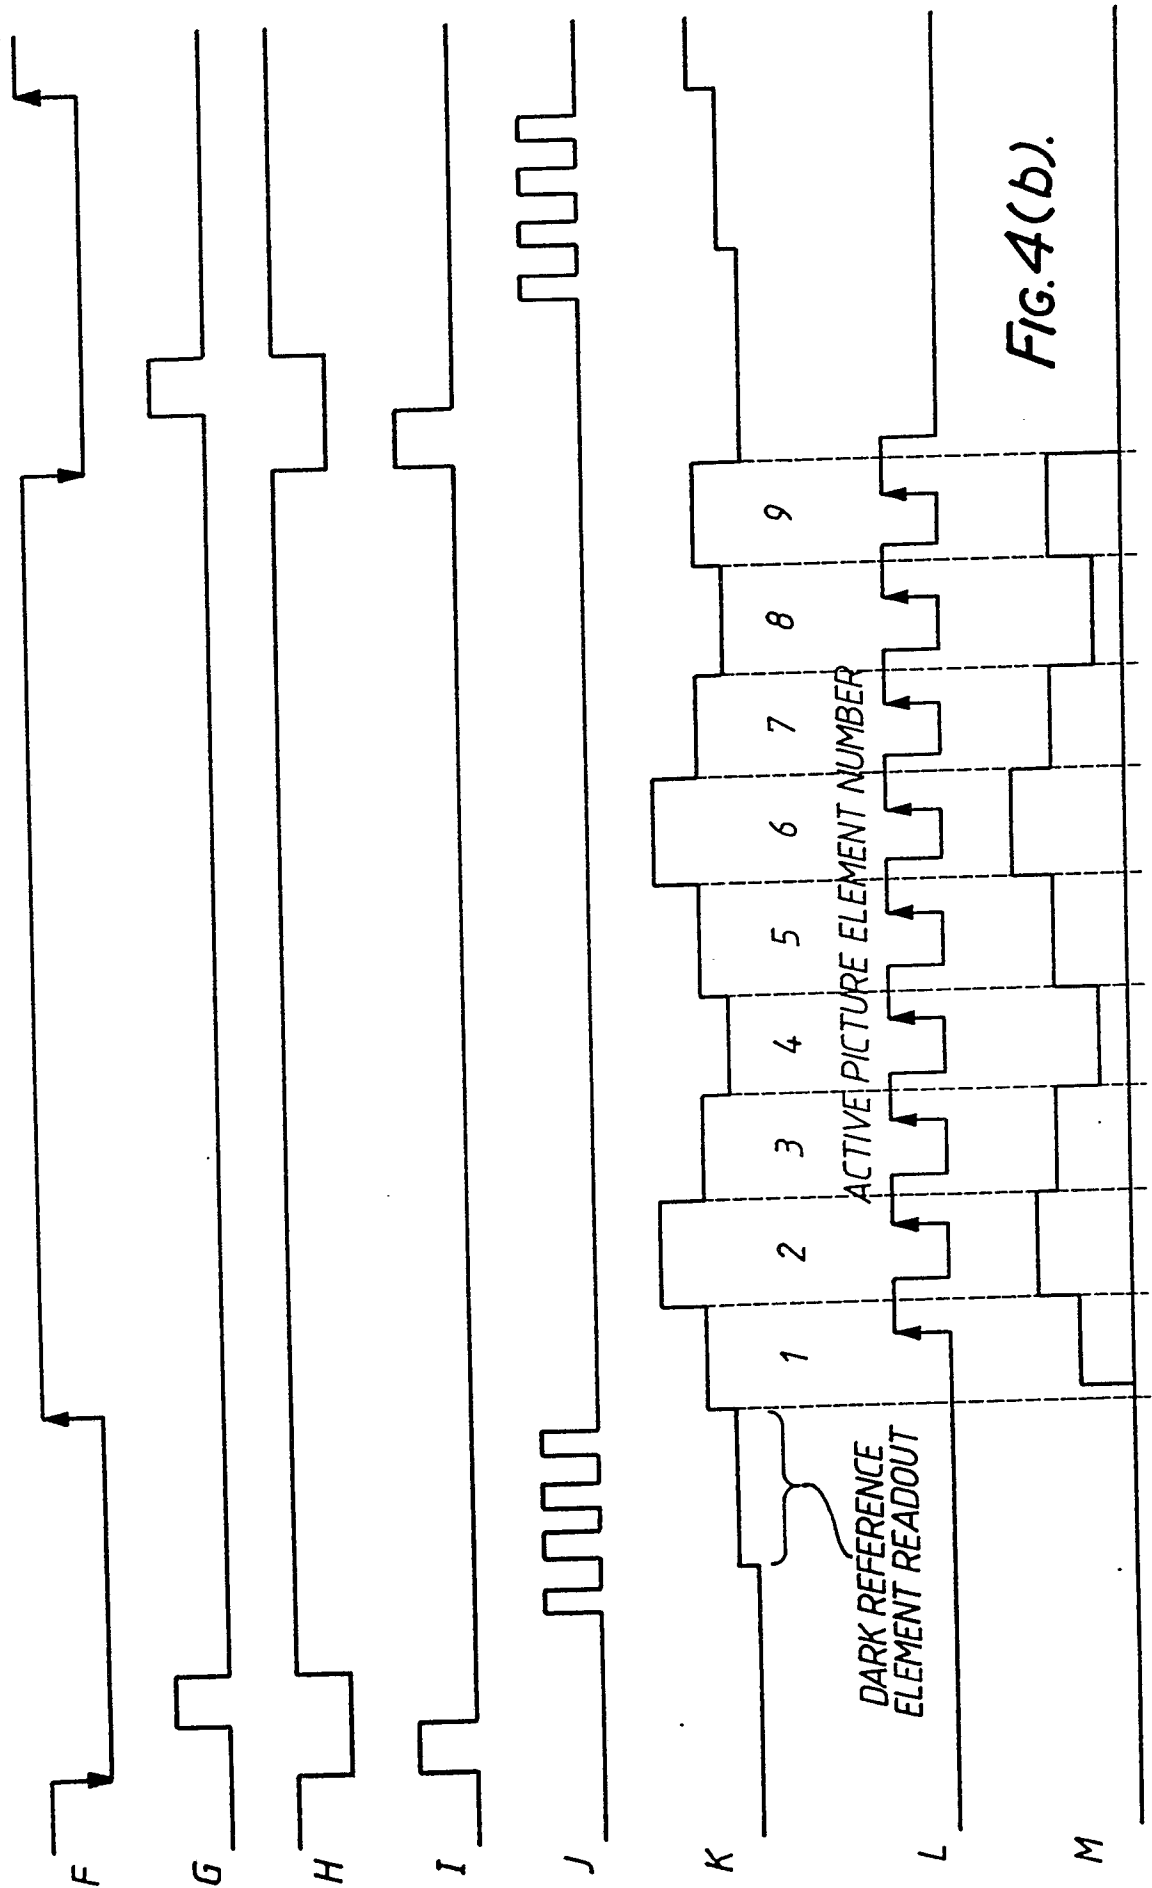 F
G
H
I
J
K
DARK REFERENCE
ELEMENT READOUT
1 2 3 4 5 6 7 8 9
ACTIVE PICTURE ELEMENT NUMBER
L
M
FIG. 4(b).